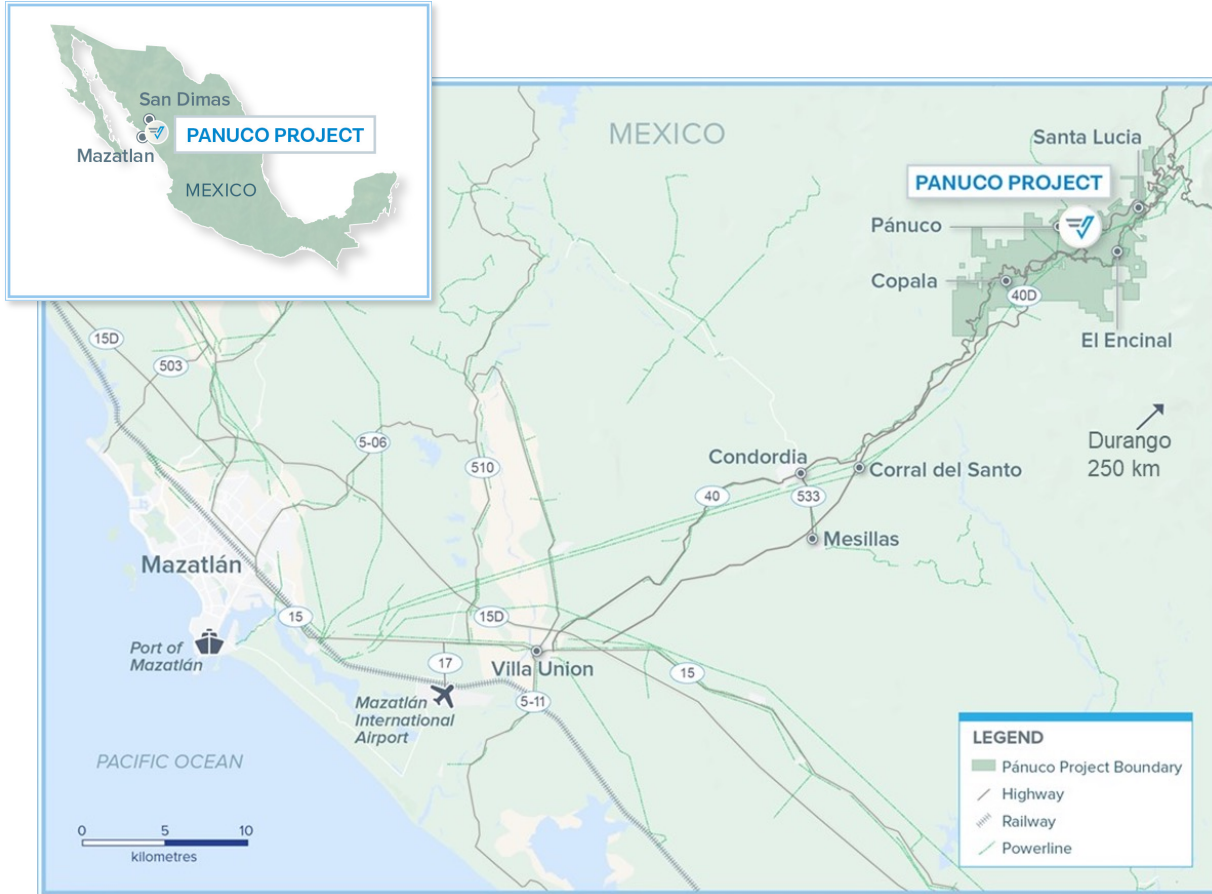 San Dimas
PANUCO PROJECT
Mazatlan
MEXICO
MEXICO
Santa Lucia
PANUCO PROJECT
Pánuco
Copala
40D
El Encinal
15D
503
Durango
250 km
5-06
510
Condordia
Corral del Santo
40
533
Mesillas
Mazatlán
15
15D
Port of
Mazatlán
17
Villa Union
15
5-11
Mazatlán
International
Airport
PACIFIC OCEAN
0 5 10
kilometres
LEGEND
Pánuco Project Boundary
Highway
Railway
Powerline